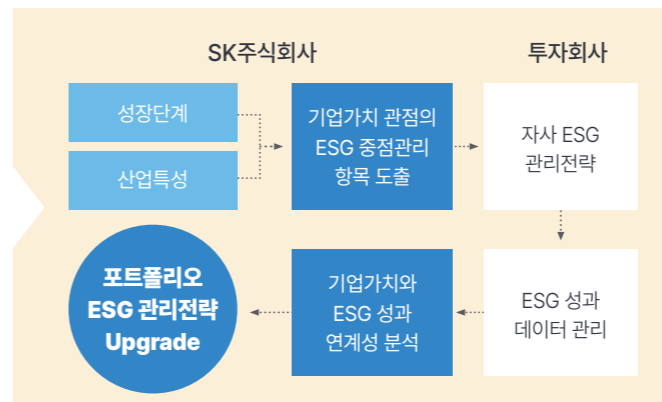 SK주식회사
투자회사
성장단계
산업특성
기업가치 관점의
ESG 중점관리
항목 도출
자사 ESG
관리전략
포트폴리오
ESG 관리전략
Upgrade
기업가치와
ESG 성과
연계성 분석
ESG 성과
데이터 관리